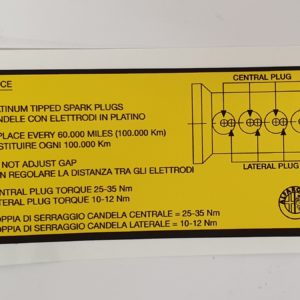 CE
CENTRAL PLUG
TINUM TIPPED SPARK PLUGS
NDELE CON ELETTRODI IN PLATINO
PLACE EVERY 60.000 MILES (100.000 Km)
STITUIRE OGNI 100.000 Km
NOT ADJUST GAP
N REGOLARE LA DISTANZA TRA GLI ELETTRODI
LATERAL PLUG
NTRAL PLUG TORQUE 25-35 Nm
TERAL PLUG TORQUE 10-12 Nm
OPPIA DI SERRAGGIO CANDELA CENTRALE = 25-35 Nm
OPPIA DI SERRAGGIO CANDELA LATERALE = 10-12 Nm